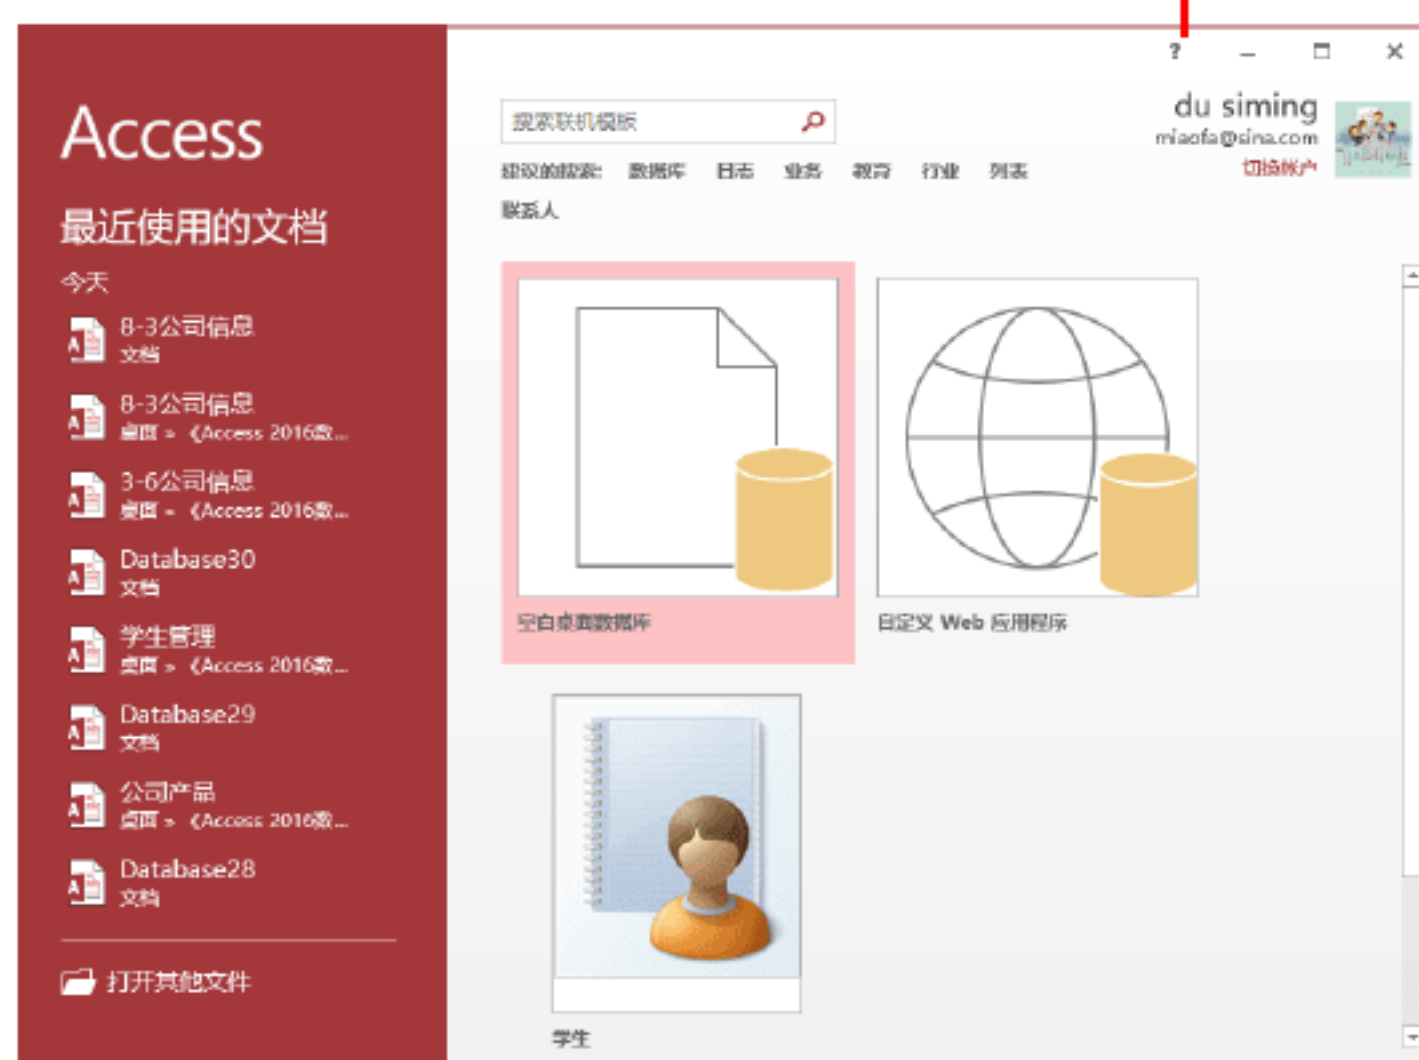 ?
Access
最近使用的文档
今天
8-3公司信息
文档
8-3公司信息
桌面 » 《Access 2016数...
3-6公司信息
桌面 » 《Access 2016数...
Database30
文档
学生管理
桌面 » 《Access 2016数...
Database29
文档
公司产品
桌面 » 《Access 2016数...
Database28
文档
打开其他文件
搜索联机模板
建议的搜索: 数据库 日志 业务 教育 行业 列表
联系人
du siming
miaofa@sina.com
切换帐户
空白桌面数据库
自定义 Web 应用程序
学生